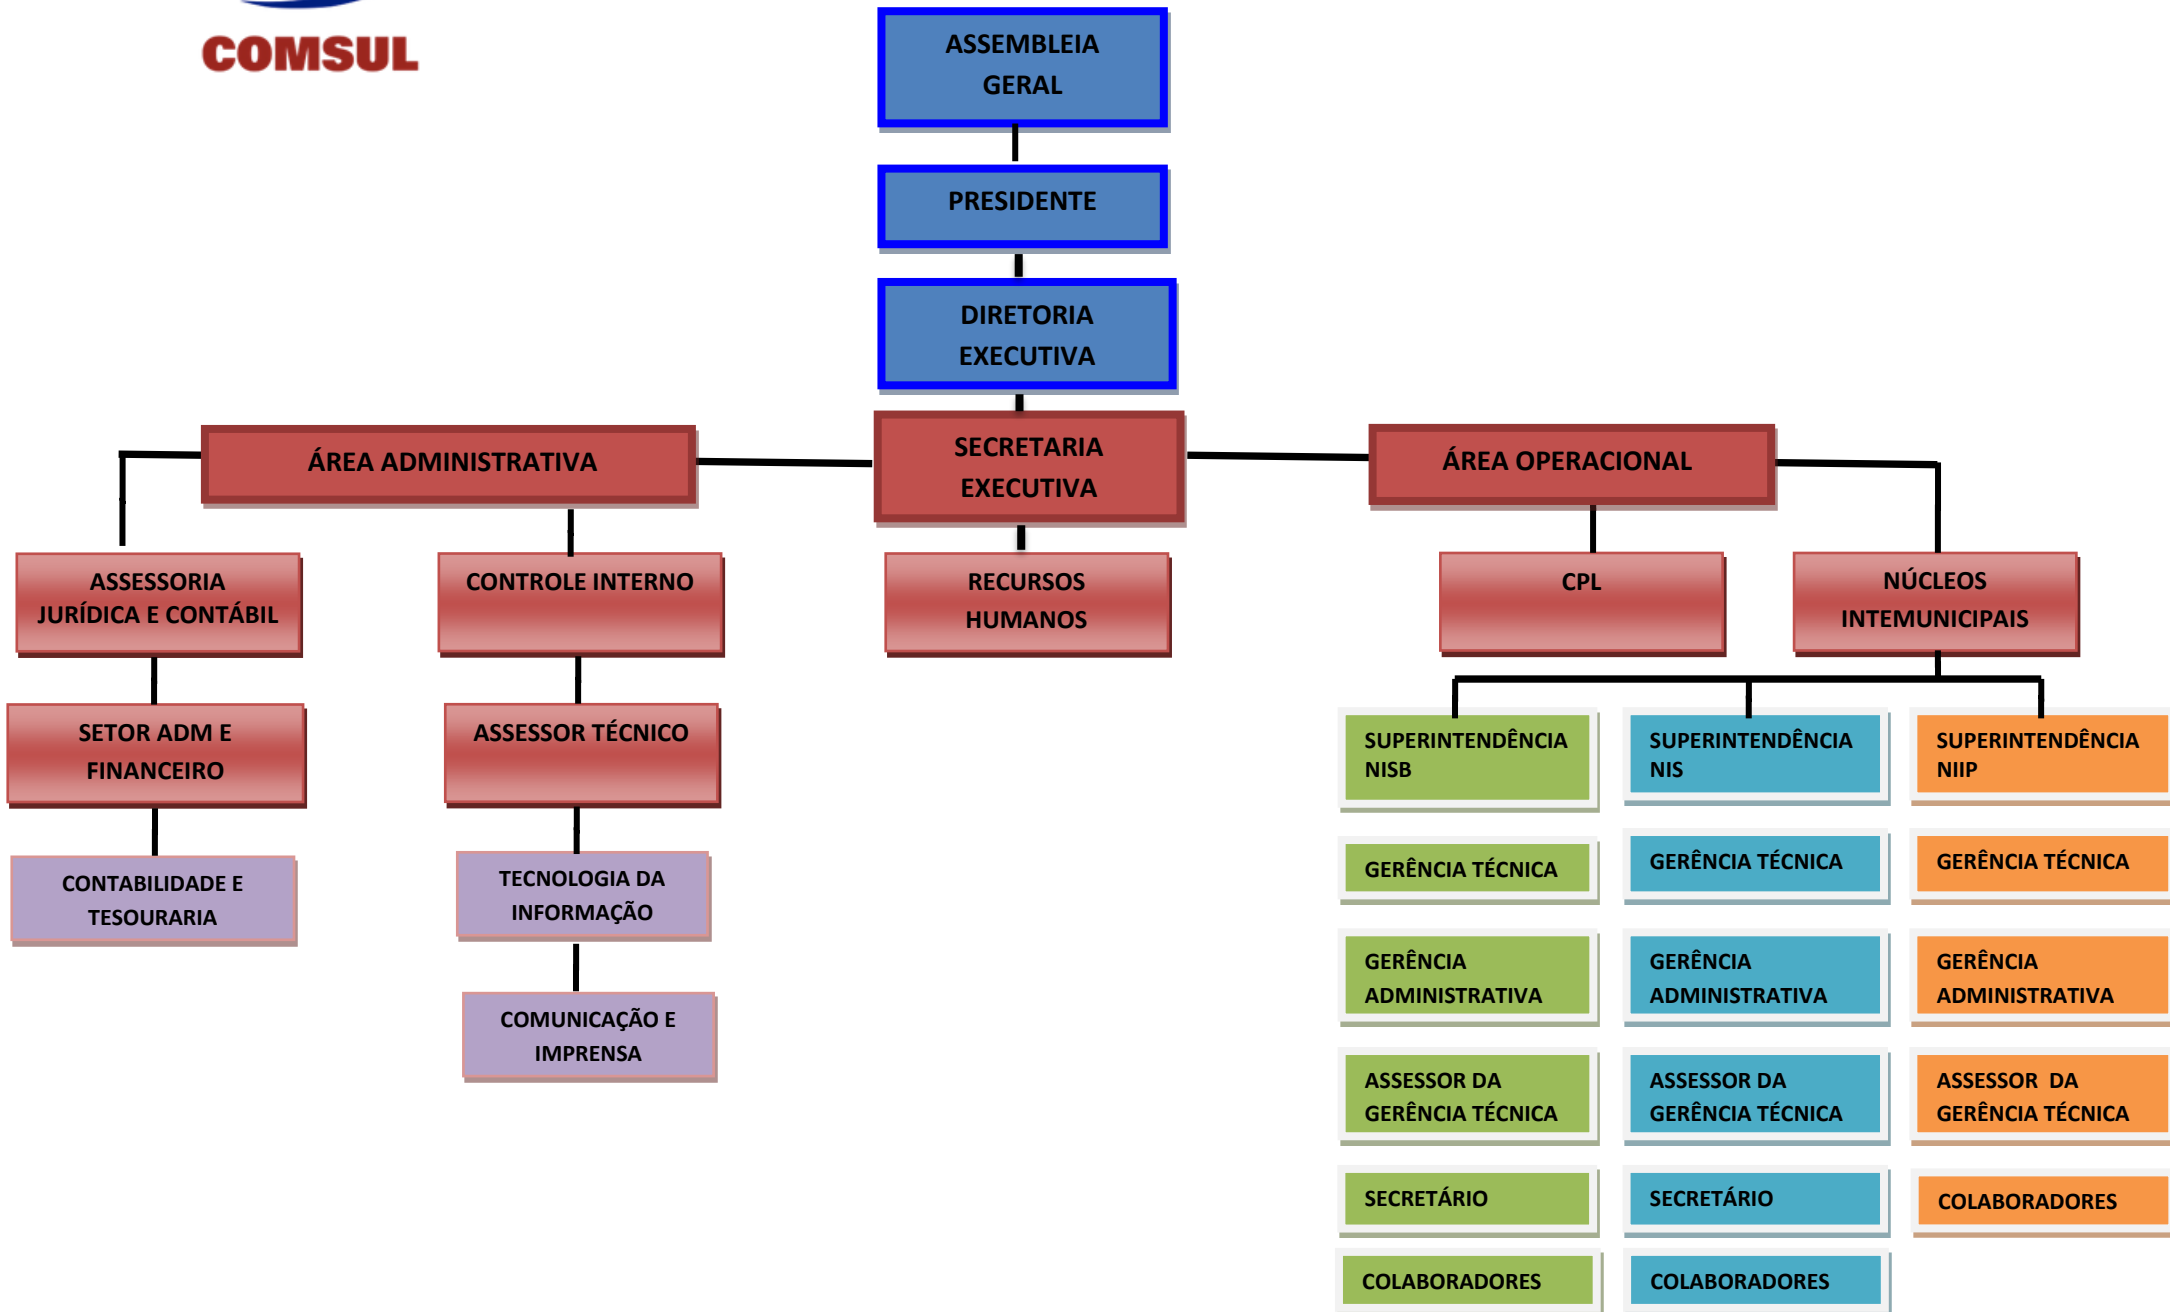 COMSUL
ASSEMBLEIA
GERAL
PRESIDENTE
DIRETORIA
EXECUTIVA
ÁREA ADMINISTRATIVA
SECRETARIA
EXECUTIVA
ÁREA OPERACIONAL
ASSESSORIA
JURÍDICA E CONTÁBIL
CONTROLE INTERNO
RECURSOS
HUMANOS
CPL
NÚCLEOS
INTEMUNICIPAIS
SETOR ADM E
FINANCEIRO
ASSESSOR TÉCNICO
CONTABILIDADE E
TESOURARIA
TECNOLOGIA DA
INFORMAÇÃO
COMUNICAÇÃO E
IMPRENSA
SUPERINTENDÊNCIA
NISB
GERÊNCIA TÉCNICA
GERÊNCIA
ADMINISTRATIVA
ASSESSOR DA
GERÊNCIA TÉCNICA
SECRETÁRIO
COLABORADORES
SUPERINTENDÊNCIA
NIS
GERÊNCIA TÉCNICA
GERÊNCIA
ADMINISTRATIVA
ASSESSOR DA
GERÊNCIA TÉCNICA
SECRETÁRIO
COLABORADORES
SUPERINTENDÊNCIA
NIIP
GERÊNCIA TÉCNICA
GERÊNCIA
ADMINISTRATIVA
ASSESSOR  DA
GERÊNCIA TÉCNICA
COLABORADORES